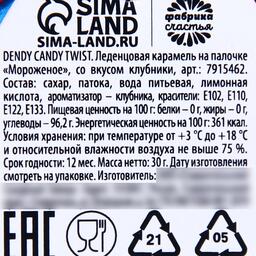 SIMA
LAND
SIMA-LAND.RU
фабрика
счастья
DENDY CANDY TWIST. Леденцовая карамель на палочке
«Мороженое», со вкусом клубники, арт.: 7915462.
Состав: сахар, патока, вода питьевая, лимонная
кислота, ароматизатор – клубника, красители: E102, E110,
E122, E133. Пищевая ценность на 100 г: белки – 0 г, жиры – 0 г,
углеводы – 96,2 г. Энергетическая ценность на 100 г: 361 ккал.
Условия хранения: при температуре от +3 °С до +18 °С
и относительной влажности воздуха не выше 75 %.
Срок годности: 12 мес. Масса нетто: 30 г. Дату изготовления
смотреть на упаковке. Изготовитель:
EAC
21
05